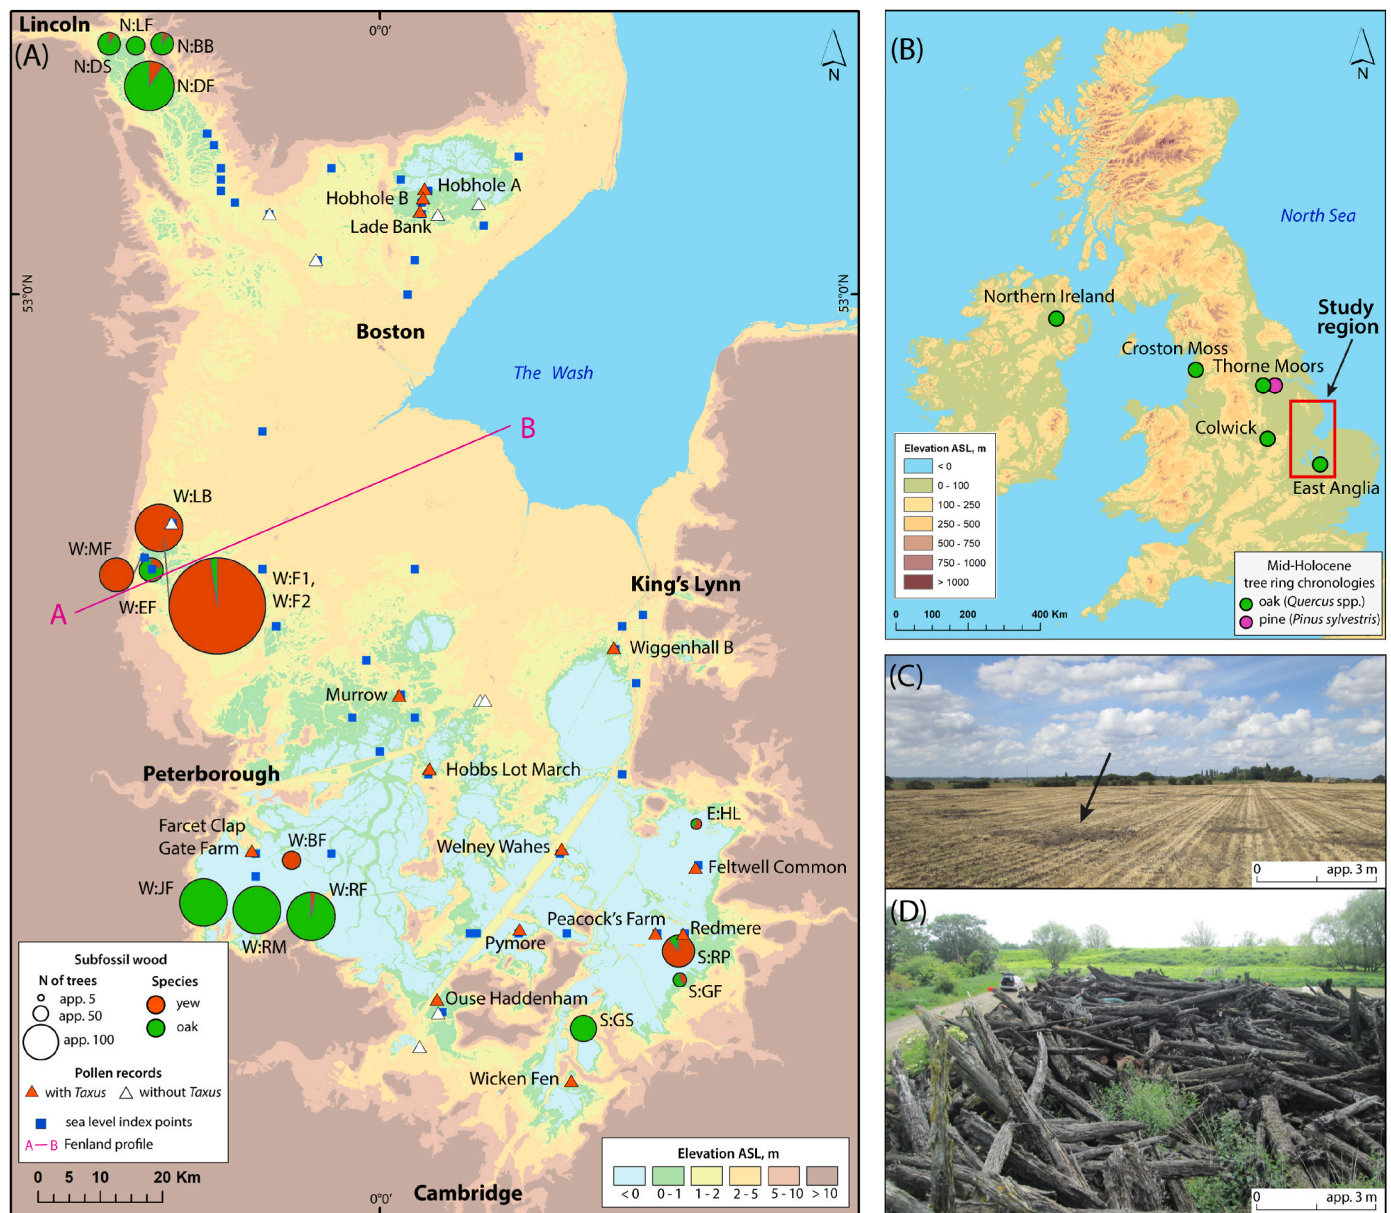 Lincoln
(A)
N:LF
N:BB
N:DS
N:DF
0°0'
N
Hobhole A
Hobhole B
Lade Bank
53°0'N
53°0'N
Boston
The Wash
B
W:LB
W:MF
W:EF
W:F1,
W:F2
A
King's Lynn
Wiggenhall B
Murrow
Peterborough
Hobbs Lot March
Farcet Clap
Gate Farm
W:BF
E:HL
Welney Wahes
Feltwell Common
W:JF
W:RF
W:RM
Peacock's Farm
Redmere
Pymore
S:RP
S:GF
Ouse Haddenham
S:GS
Wicken Fen
Subfossil wood
N of trees
app. 5
app. 50
app. 100
Species
yew
oak
Pollen records
with Taxus
without Taxus
sea level index points
A — B Fenland profile
0 10 20 Km
0°0'
Cambridge
Elevation ASL, m
< 0 0 - 1 1 - 2 2 - 5 5 - 10 > 10
(B)
N
North Sea
Northern Ireland
Study
region
Croston Moss
Thorne Moors
Colwick
East Anglia
Elevation ASL, m
< 0
0 - 100
100 - 250
250 - 500
500 - 750
750 - 1000
> 1000
0 100 200 400 Km
Mid-Holocene
tree ring chronologies
oak (Quercus spp.)
pine (Pinus sylvestris)
(C)
0 app. 3 m
(D)
0 app. 3 m